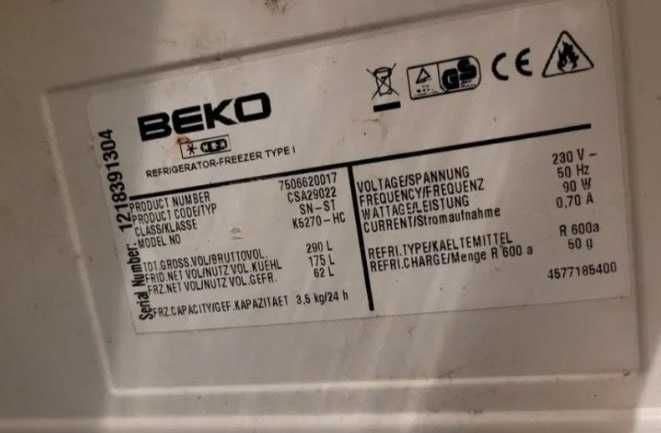 BEKO
REFRIGERATOR-FREEZER TYPE I
Serial Number: 1218391304
PRODUCT NUMBER 7506620017
PRODUCT CODE/TYP CSA29022
CLASS/KLASSE SN-ST
MODEL NO K5270-HC
TOT.GROSS.VOL/BRUTTOVOL. 290 L
FRID.NET VOL/NUTZ VOL.KUEHL 175 L
FRZ.NET VOL/NUTZ VOL.GEFR. 62 L
FRZ.CAPACITY/GEF.KAPAZITAET 3,5 kg/24 h
GS
CE
VOLTAGE/SPANNUNG 230 V~
FREQUENCY/FREQUENZ 50 Hz
WATTAGE/LEISTUNG 90 W
CURRENT/Stromaufnahme 0,70 A
REFRI.TYPE/KAELTEMITTEL R 600a
REFRI.CHARGE/Menge R 600 a 50 g
4577185400